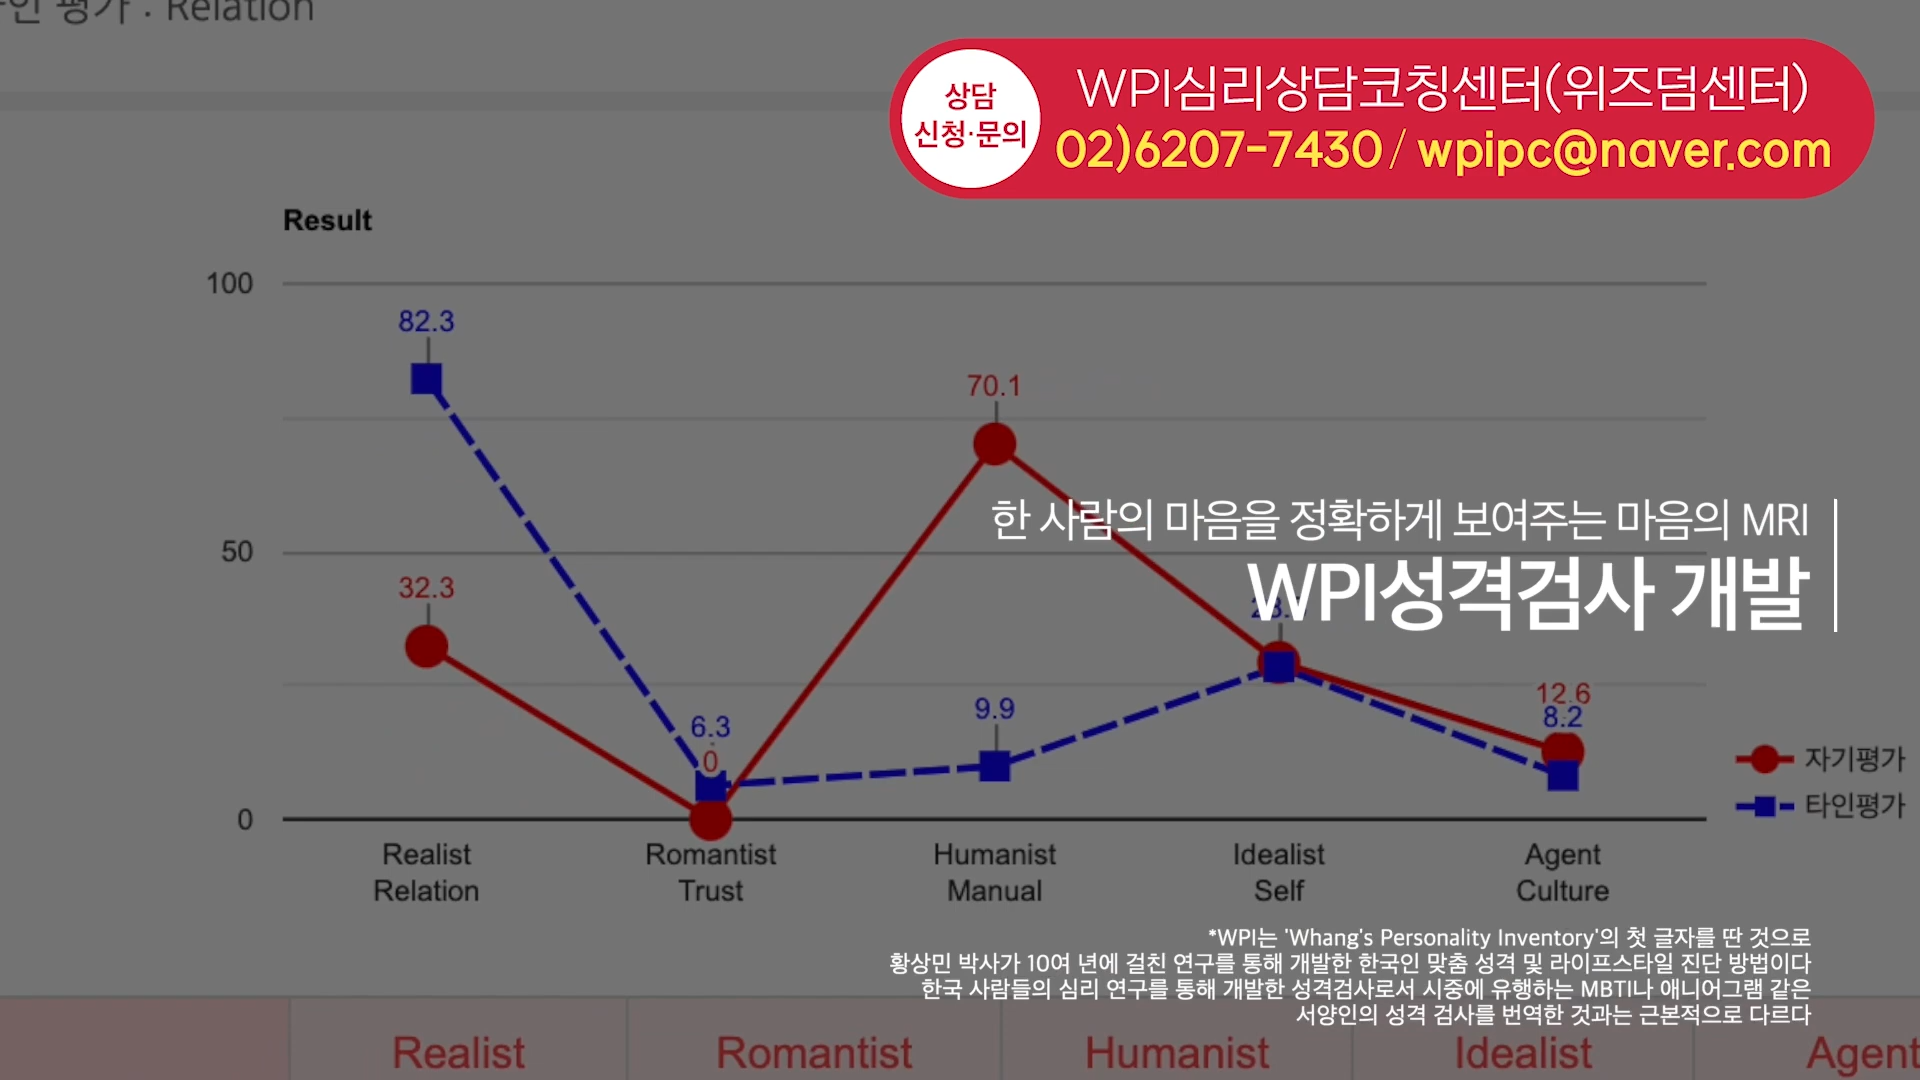 평가 : Relation
상담
신청·문의
WPI심리상담코칭센터(위즈덤센터)
02)6207-7430 / wpipc@naver.com
Result
100
82.3
70.1
한 사람의 마음을 정확하게 보여주는 마음의 MRI
50
WPI성격검사 개발
32.3
12.6
8.2
6.3
9.9
0
자기평가
타인평가
0
Realist
Relation
Romantist
Trust
Humanist
Manual
Idealist
Self
Agent
Culture
*WPI는 'Whang's Personality Inventory'의 첫 글자를 딴 것으로
황상민 박사가 10여 년에 걸친 연구를 통해 개발한 한국인 맞춤 성격 및 라이프스타일 진단 방법이다
한국 사람들의 심리 연구를 통해 개발한 성격검사로서 시중에 유행하는 MBTI나 애니어그램 같은
서양인의 성격 검사를 번역한 것과는 근본적으로 다르다
Realist
Romantist
Humanist
Idealist
Agent